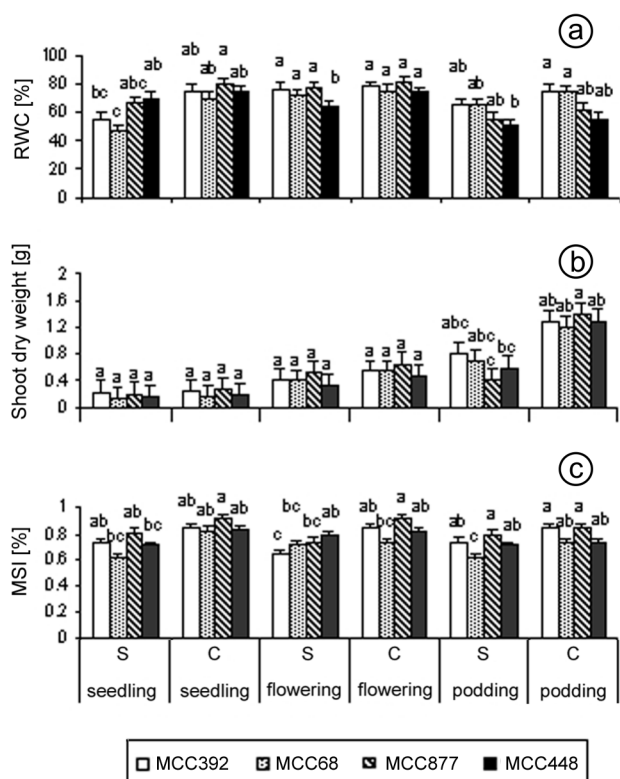 a
RWC [%]
100
80
60
40
20
0
bc c abc ab
ab ab a ab
a a a b
a a a a
ab ab ab b
a a ab ab
b
Shoot dry weight [g]
2
1.6
1.2
0.8
0.4
0
a a a a
a a a a
a a a a
a a a a
abc abc c bc
ab ab a ab
c
MSI [%]
1
0.8
0.6
0.4
0.2
0
ab bc ab bc
ab ab a ab
c bc bc ab
ab bc a ab
ab c ab ab
ab ab a ab
S C S C S C
seedling seedling flowering flowering podding podding
MCC392 MCC68 MCC877 MCC448